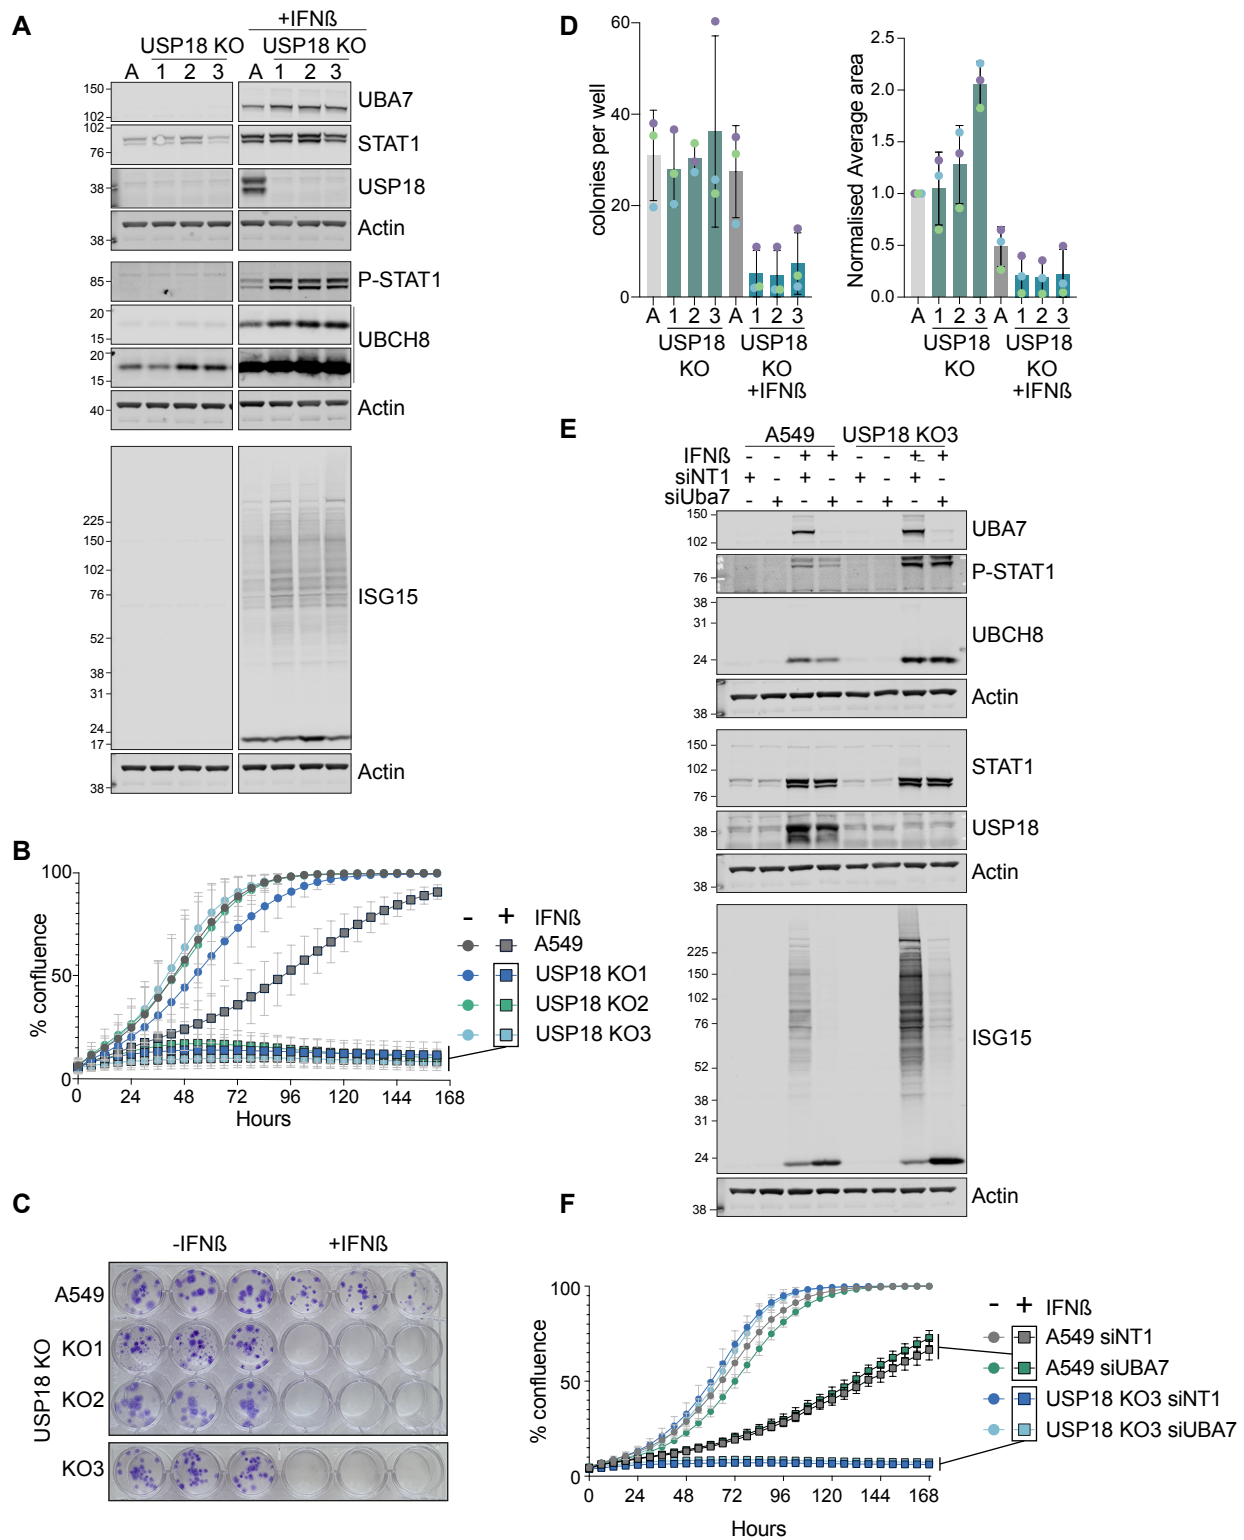 A
+IFNß
USP18 KO USP18 KO
A 1 2 3 A 1 2 3
150
102
UBA7
102
76
STAT1
38
USP18
38
Actin
85
P-STAT1
20
15
UBCH8
20
15
40
Actin
225
150
102
76
52
38
31
24
17
ISG15
38
Actin
B
% confluence
100
50
0
0 24 48 72 96 120 144 168
Hours
- + IFNß
A549
USP18 KO1
USP18 KO2
USP18 KO3
C
-IFNß +IFNß
A549
USP18 KO
KO1
KO2
KO3
D
colonies per well
60
40
20
0
A 1 2 3 A 1 2 3
USP18 KO
USP18 KO +IFNß
Normalised Average area
2.5
2.0
1.5
1.0
0.5
0.0
A 1 2 3 A 1 2 3
USP18 KO
USP18 KO +IFNß
E
A549 USP18 KO3
IFNß - - + + - - + +
siNT1 + - + - + - + -
siUba7 - + - + - + - +
150
102
UBA7
76
P-STAT1
38
31
24
UBCH8
38
Actin
150
102
76
STAT1
38
USP18
38
Actin
225
150
102
76
52
38
31
24
ISG15
38
Actin
F
% confluence
100
50
0
0 24 48 72 96 120 144 168
Hours
- + IFNß
A549 siNT1
A549 siUBA7
USP18 KO3 siNT1
USP18 KO3 siUBA7